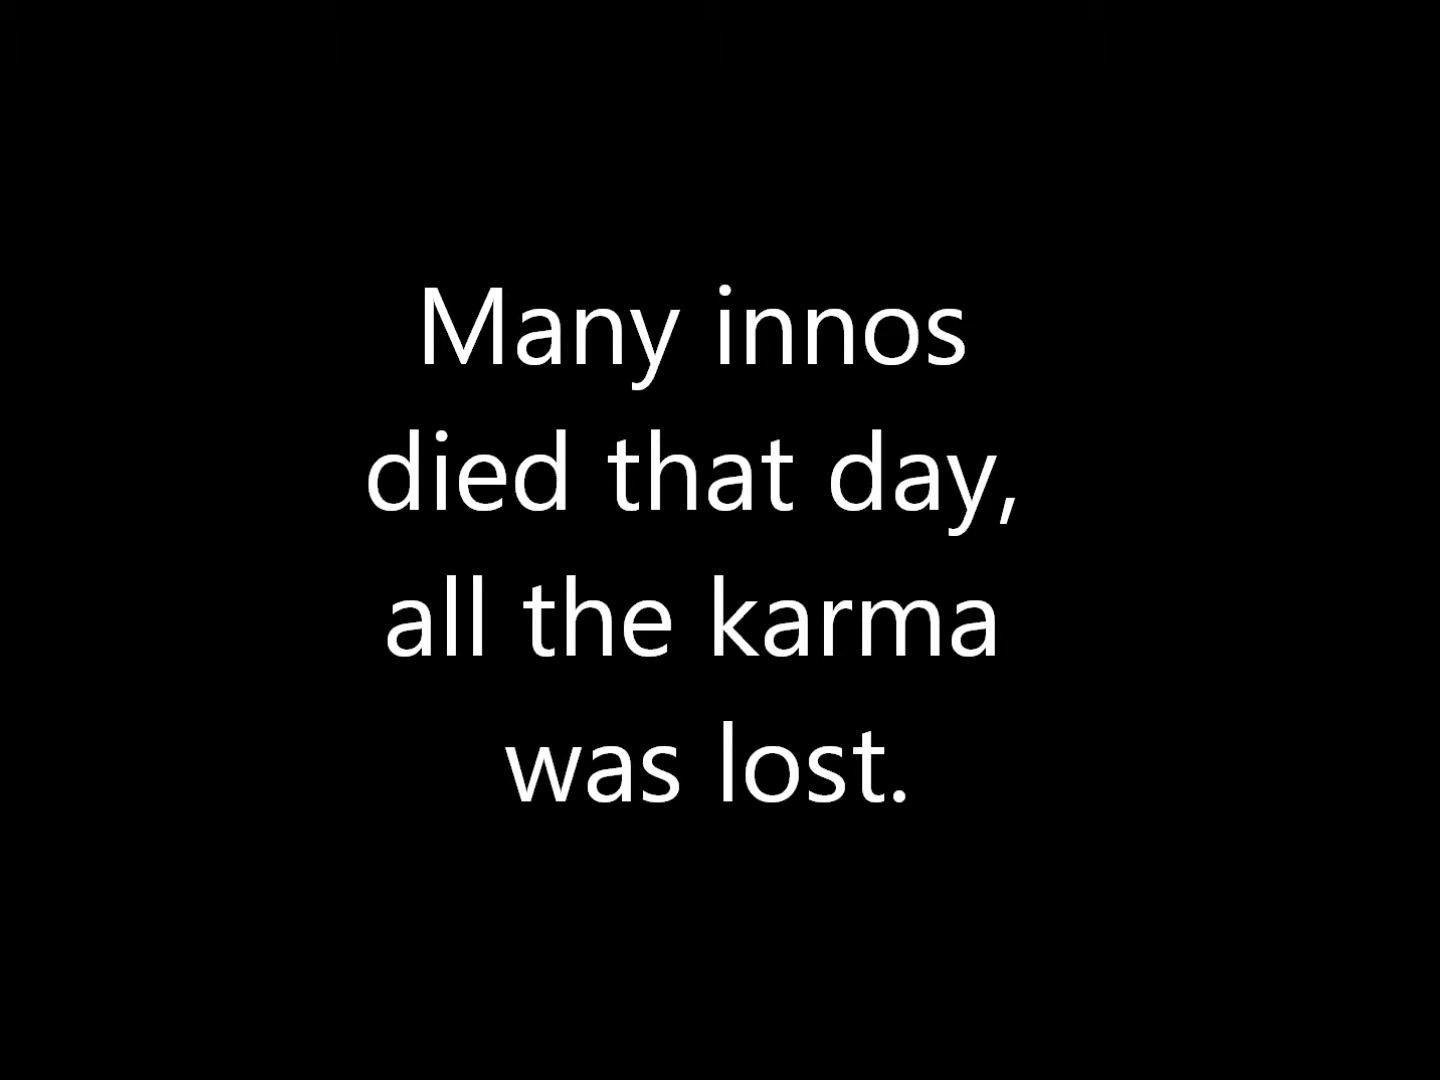 Many innos
died that day,
all the karma
was lost.